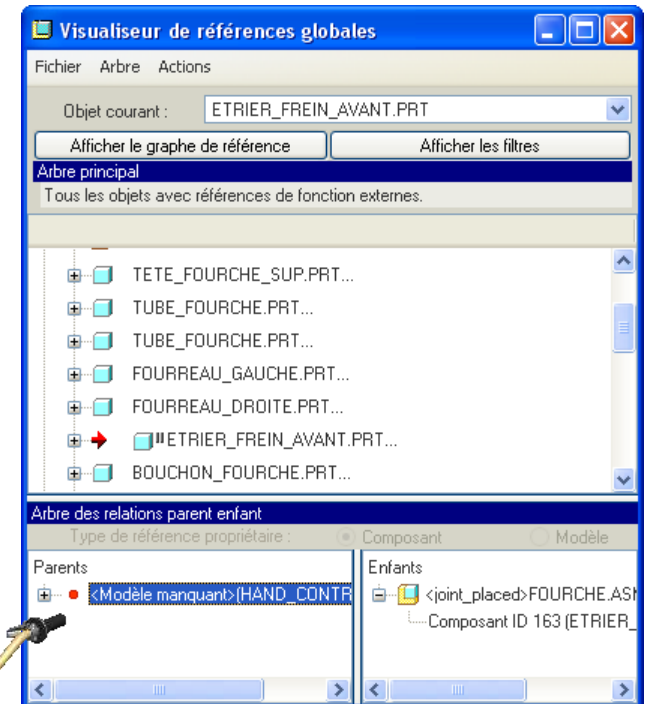 Visualiseur de références globales
Fichier Arbre Actions
Objet courant : ETRIER_FREIN_AVANT.PRT
Afficher le graphe de référence Afficher les filtres
Arbre principal
Tous les objets avec références de fonction externes.
TETE_FOURCHE_SUP.PRT...
TUBE_FOURCHE.PRT...
TUBE_FOURCHE.PRT...
FOURREAU_GAUCHE.PRT...
FOURREAU_DROITE.PRT...
ETRIER_FREIN_AVANT.PRT...
BOUCHON_FOURCHE.PRT...
Arbre des relations parent enfant
Type de référence propriétaire : Composant Modèle
Parents Enfants
<Modèle manquant>(HAND_CONTR <joint_placed>FOURCHE.ASM
Composant ID 163 (ETRIER_